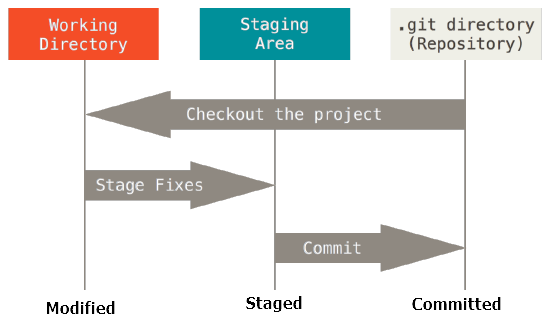 Working
Directory
Staging
Area
.git directory
(Repository)
Checkout the project
Stage Fixes
Commit
Modified
Staged
Committed